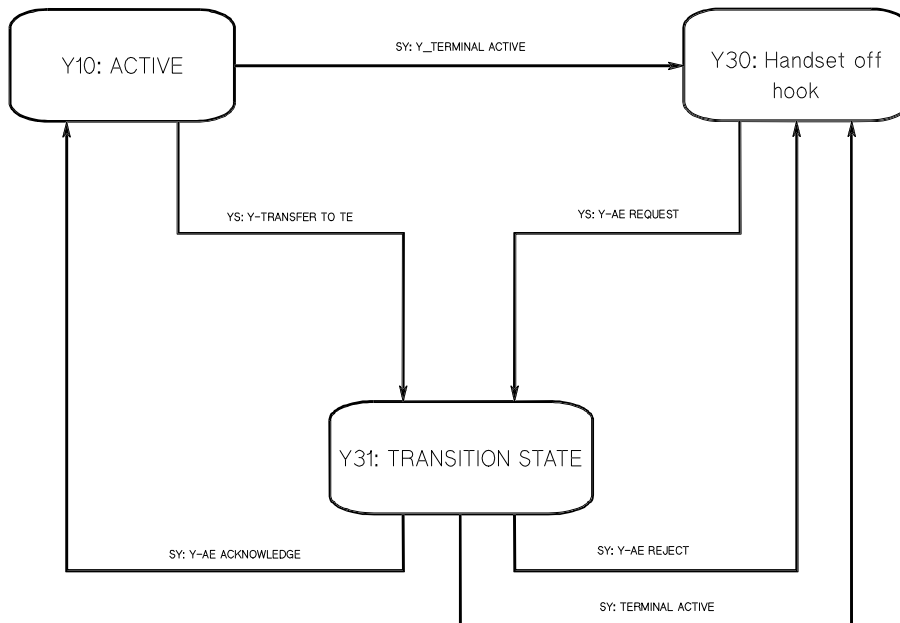 SY: Y_TERMINAL ACTIVE
Y10: ACTIVE
Y30: Handset off
hook
YS: Y-TRANSFER TO TE
YS: Y-AE REQUEST
Y31: TRANSITION STATE
SY: Y-AE ACKNOWLEDGE
SY: Y-AE REJECT
SY: TERMINAL ACTIVE